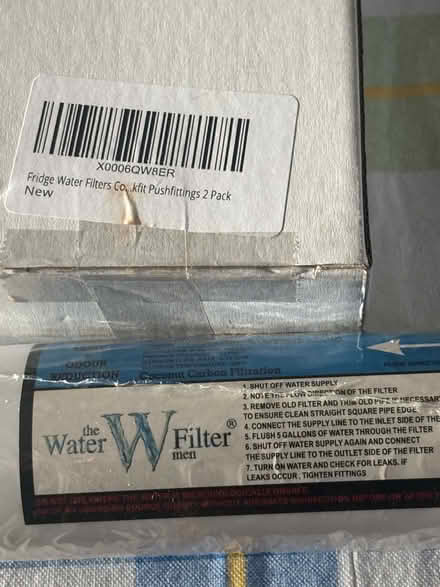 X0006QW8ER
Fridge Water Filters Co...kfit Pushfittings 2 Pack
New
ODOUR
REDUCTION
Coconut Carbon Filtration
the
Water W Filter®
men
1. SHUT OFF WATER SUPPLY
2. NOTE THE FLOW DIRECTION OF THE FILTER
3. REMOVE OLD FILTER AND TRIM OLD PIPE IF NECESSAR
TO ENSURE CLEAN STRAIGHT SQUARE PIPE EDGE
4. CONNECT THE SUPPLY LINE TO THE INLET SIDE OF THE
5. FLUSH 5 GALLONS OF WATER THROUGH THE FILTER
6. SHUT OFF WATER SUPPLY AGAIN AND CONNECT
THE SUPPLY LINE TO THE OUTLET SIDE OF THE FILTER
7. TURN ON WATER AND CHECK FOR LEAKS. IF
LEAKS OCCUR, TIGHTEN FITTINGS